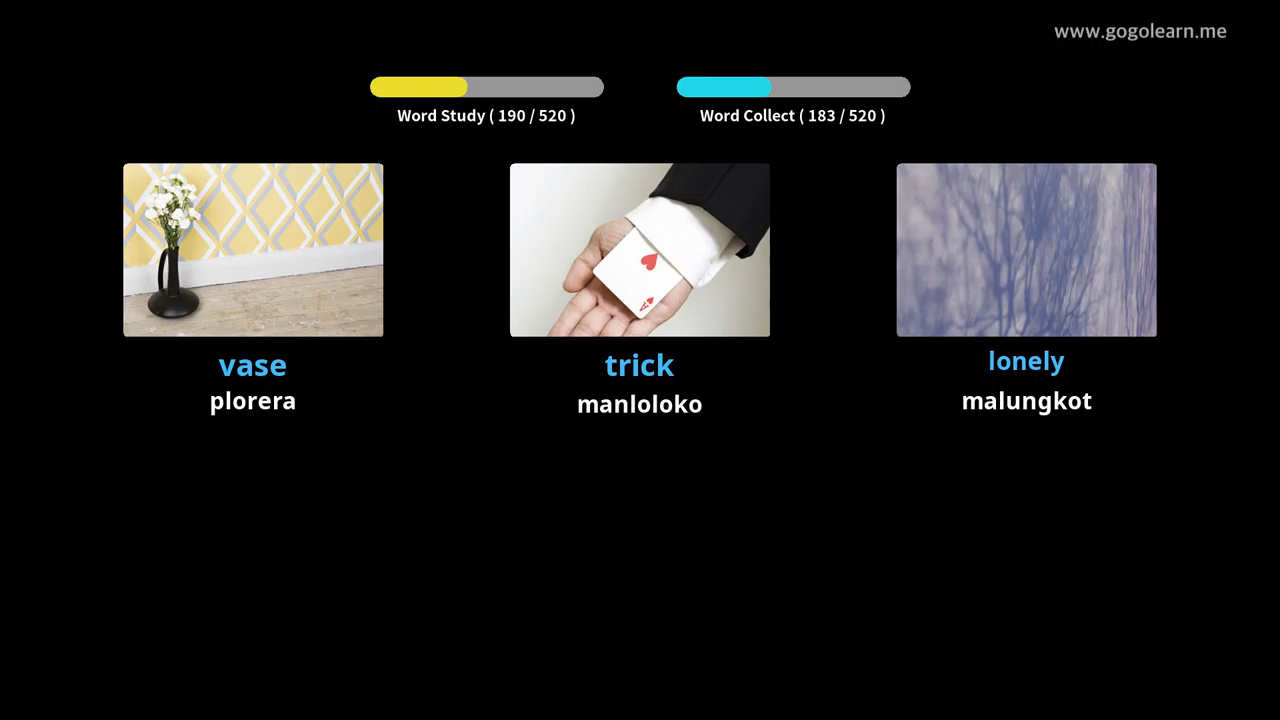 www.gogolearn.me
Word Study ( 190 / 520 )
Word Collect ( 183 / 520 )
vase
plorera
trick
manloloko
lonely
malungkot